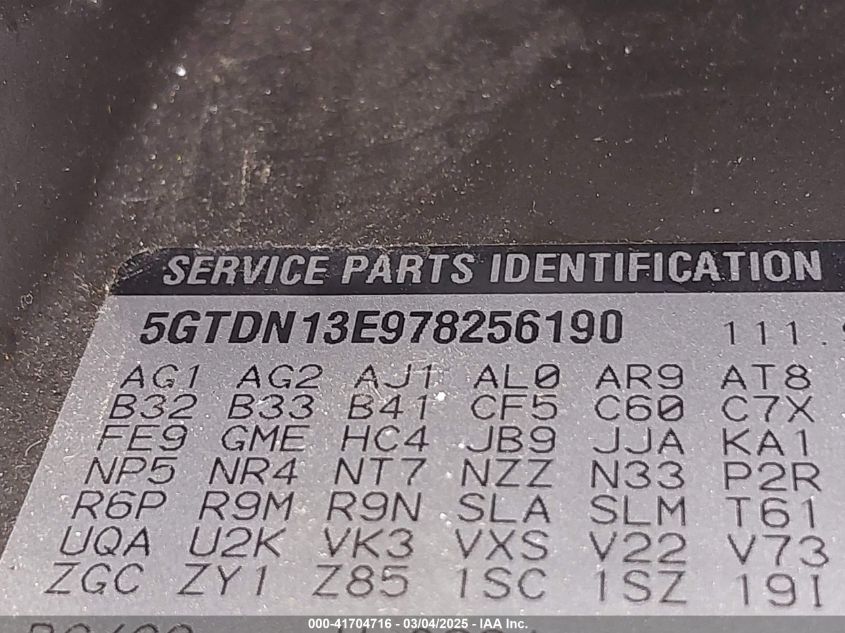 SERVICE PARTS IDENTIFICATION
5GTDN13E978256190 111.
AG1 AG2 AJ1 AL0 AR9 AT8
B32 B33 B41 CF5 C60 C7X
FE9 GME HC4 JB9 JJA KA1
NP5 NR4 NT7 NZZ N33 P2R
R6P R9M R9N SLA SLM T61
UQA U2K VK3 VXS V22 V73
ZGC ZY1 Z85 1SC 1SZ 19I
000-41704716 - 03/04/2025 - IAA Inc.